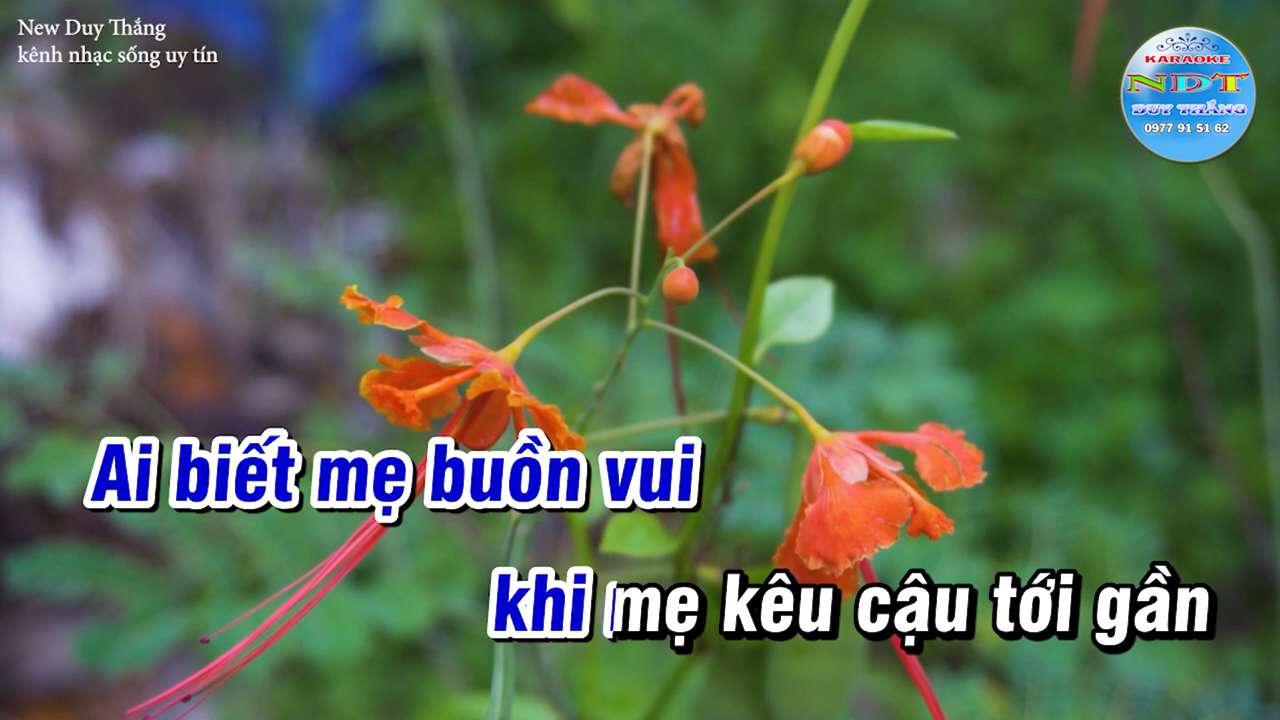 New Duy Thắng
kênh nhạc sống uy tín
KARAOKE
NDT
DUY THẮNG
0977 91 51 62
Ai biết mẹ buồn vui
khi mẹ kêu cậu tới gần